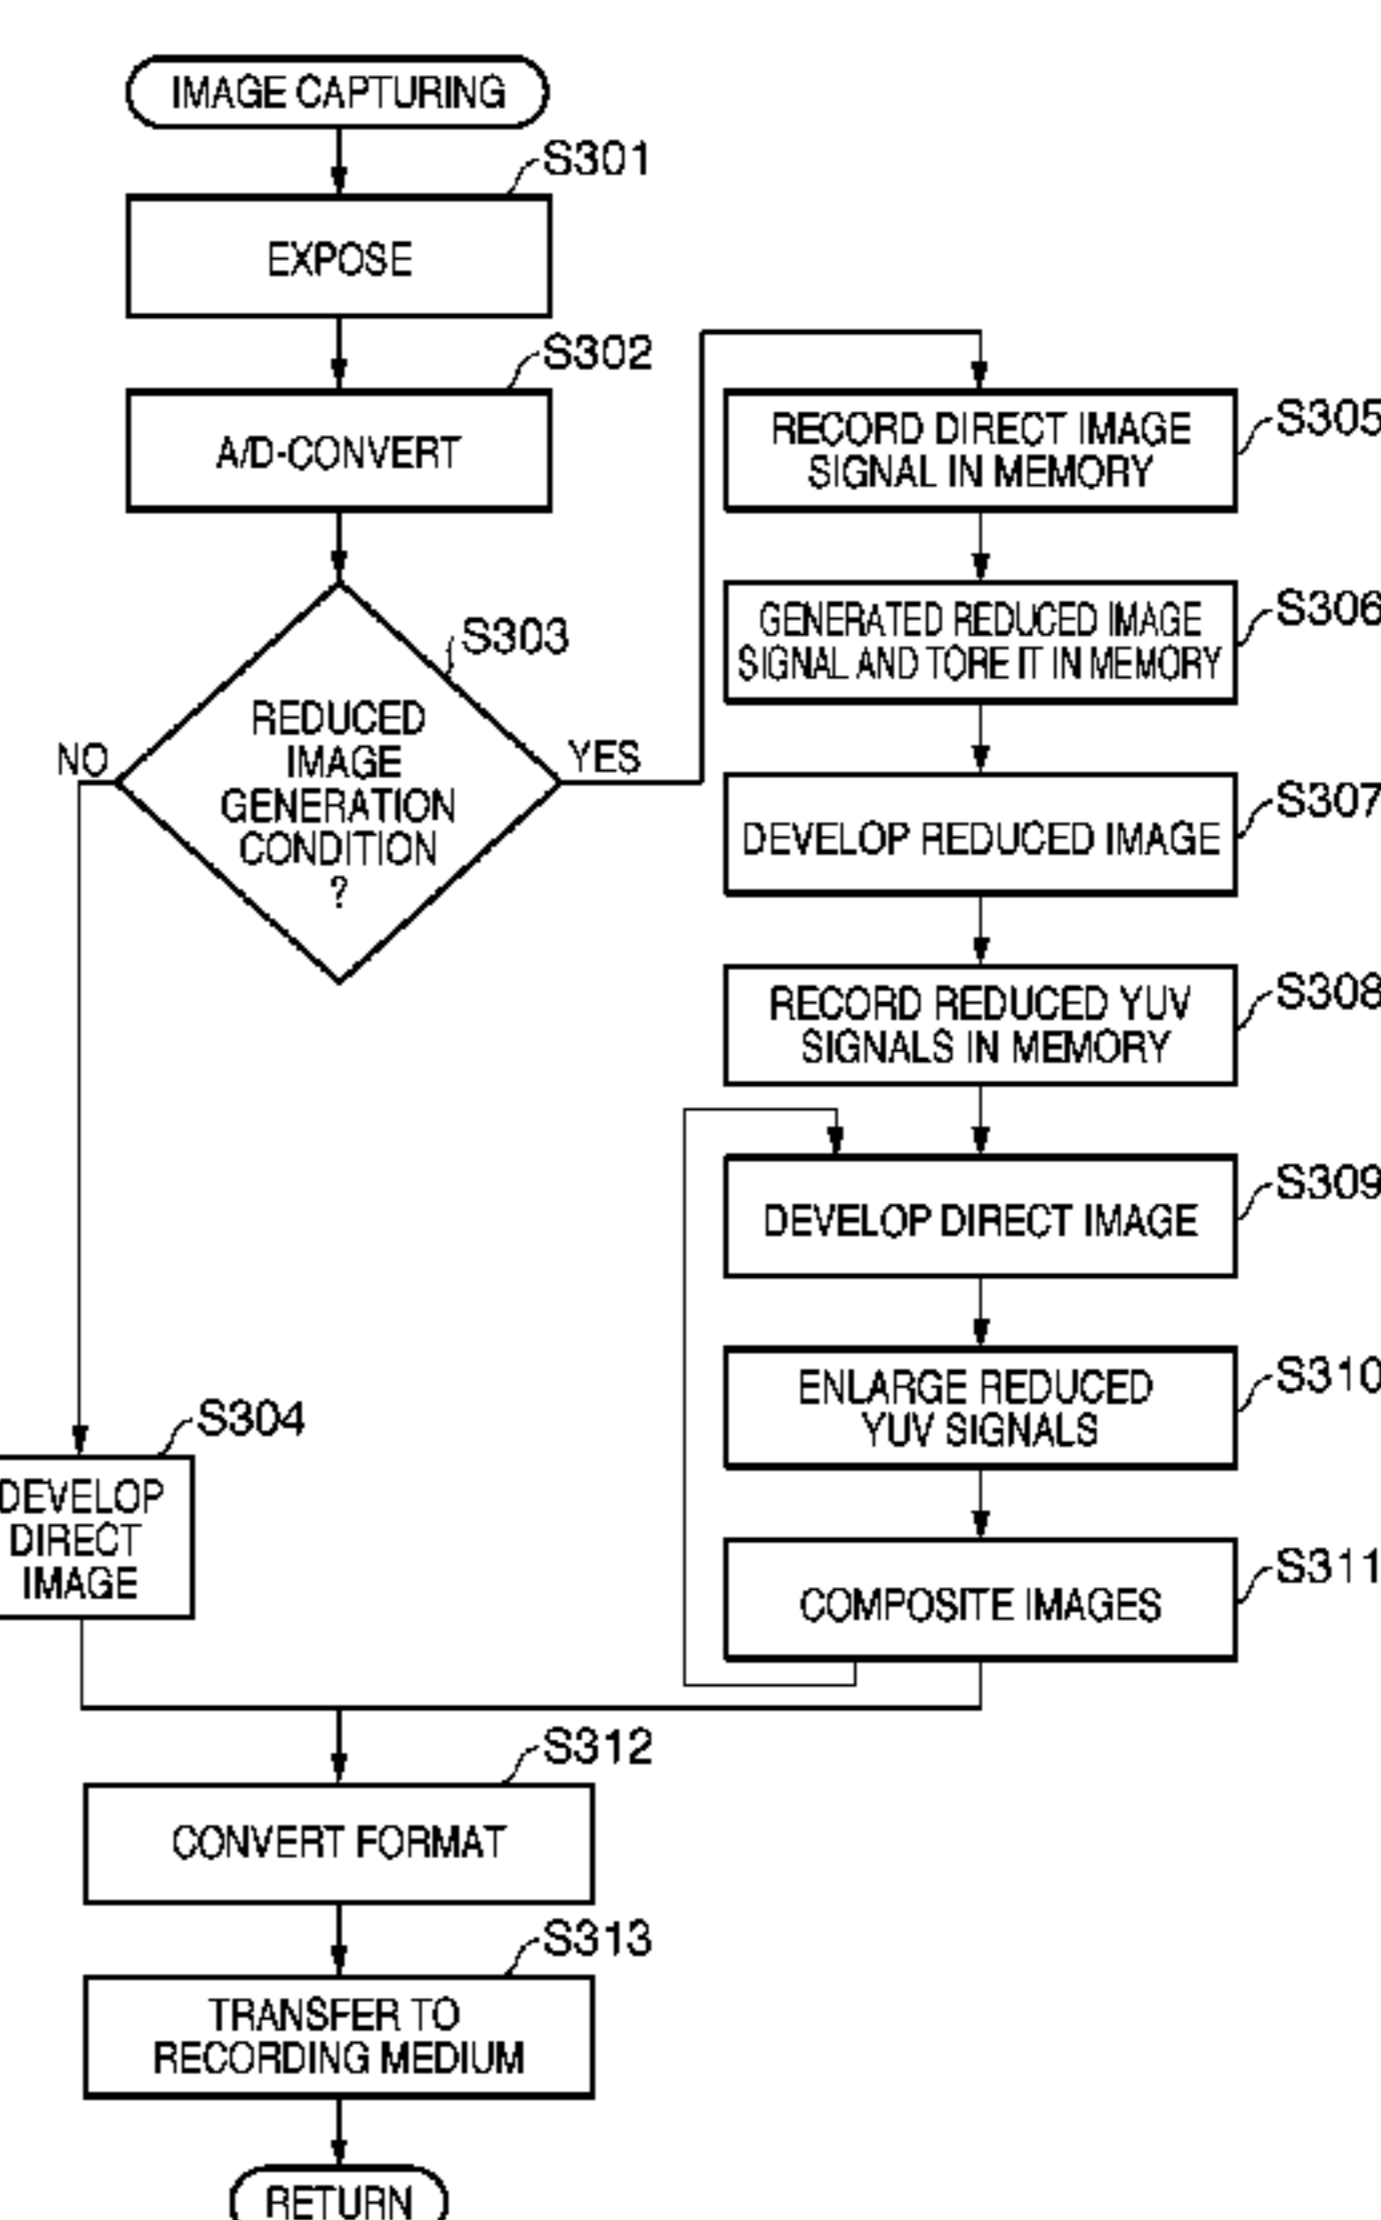 IMAGE CAPTURING
S301
EXPOSE
S302
A/D-CONVERT
S303
REDUCED
IMAGE
GENERATION
CONDITION
?
NO
YES
S304
DEVELOP
DIRECT
IMAGE
S305
RECORD DIRECT IMAGE
SIGNAL IN MEMORY
S306
GENERATED REDUCED IMAGE
SIGNAL AND TORE IT IN MEMORY
S307
DEVELOP REDUCED IMAGE
S308
RECORD REDUCED YUV
SIGNALS IN MEMORY
S309
DEVELOP DIRECT IMAGE
S310
ENLARGE REDUCED
YUV SIGNALS
S311
COMPOSITE IMAGES
S312
CONVERT FORMAT
S313
TRANSFER TO
RECORDING MEDIUM
RETURN